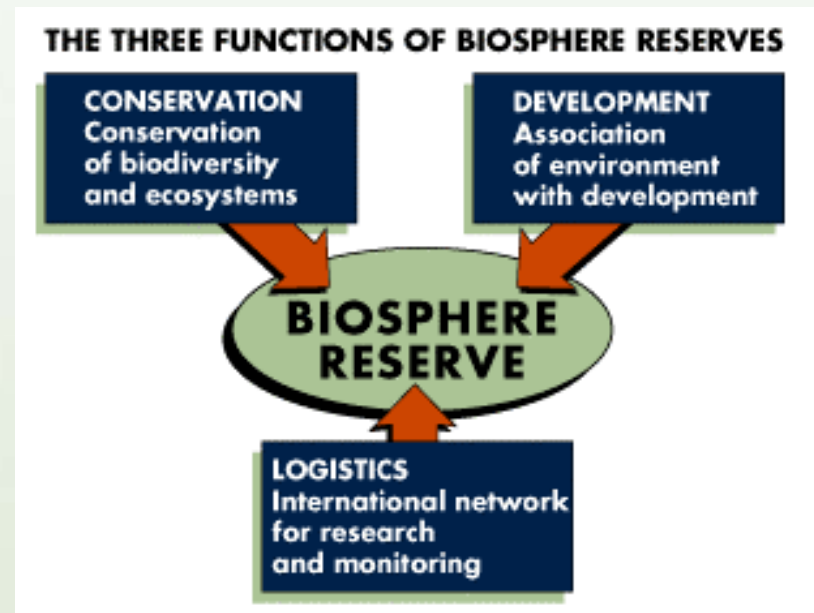 THE THREE FUNCTIONS OF BIOSPHERE RESERVES
CONSERVATION
Conservation
of biodiversity
and ecosystems
DEVELOPMENT
Association
of environment
with development
BIOSPHERE
RESERVE
LOGISTICS
International network
for research
and monitoring